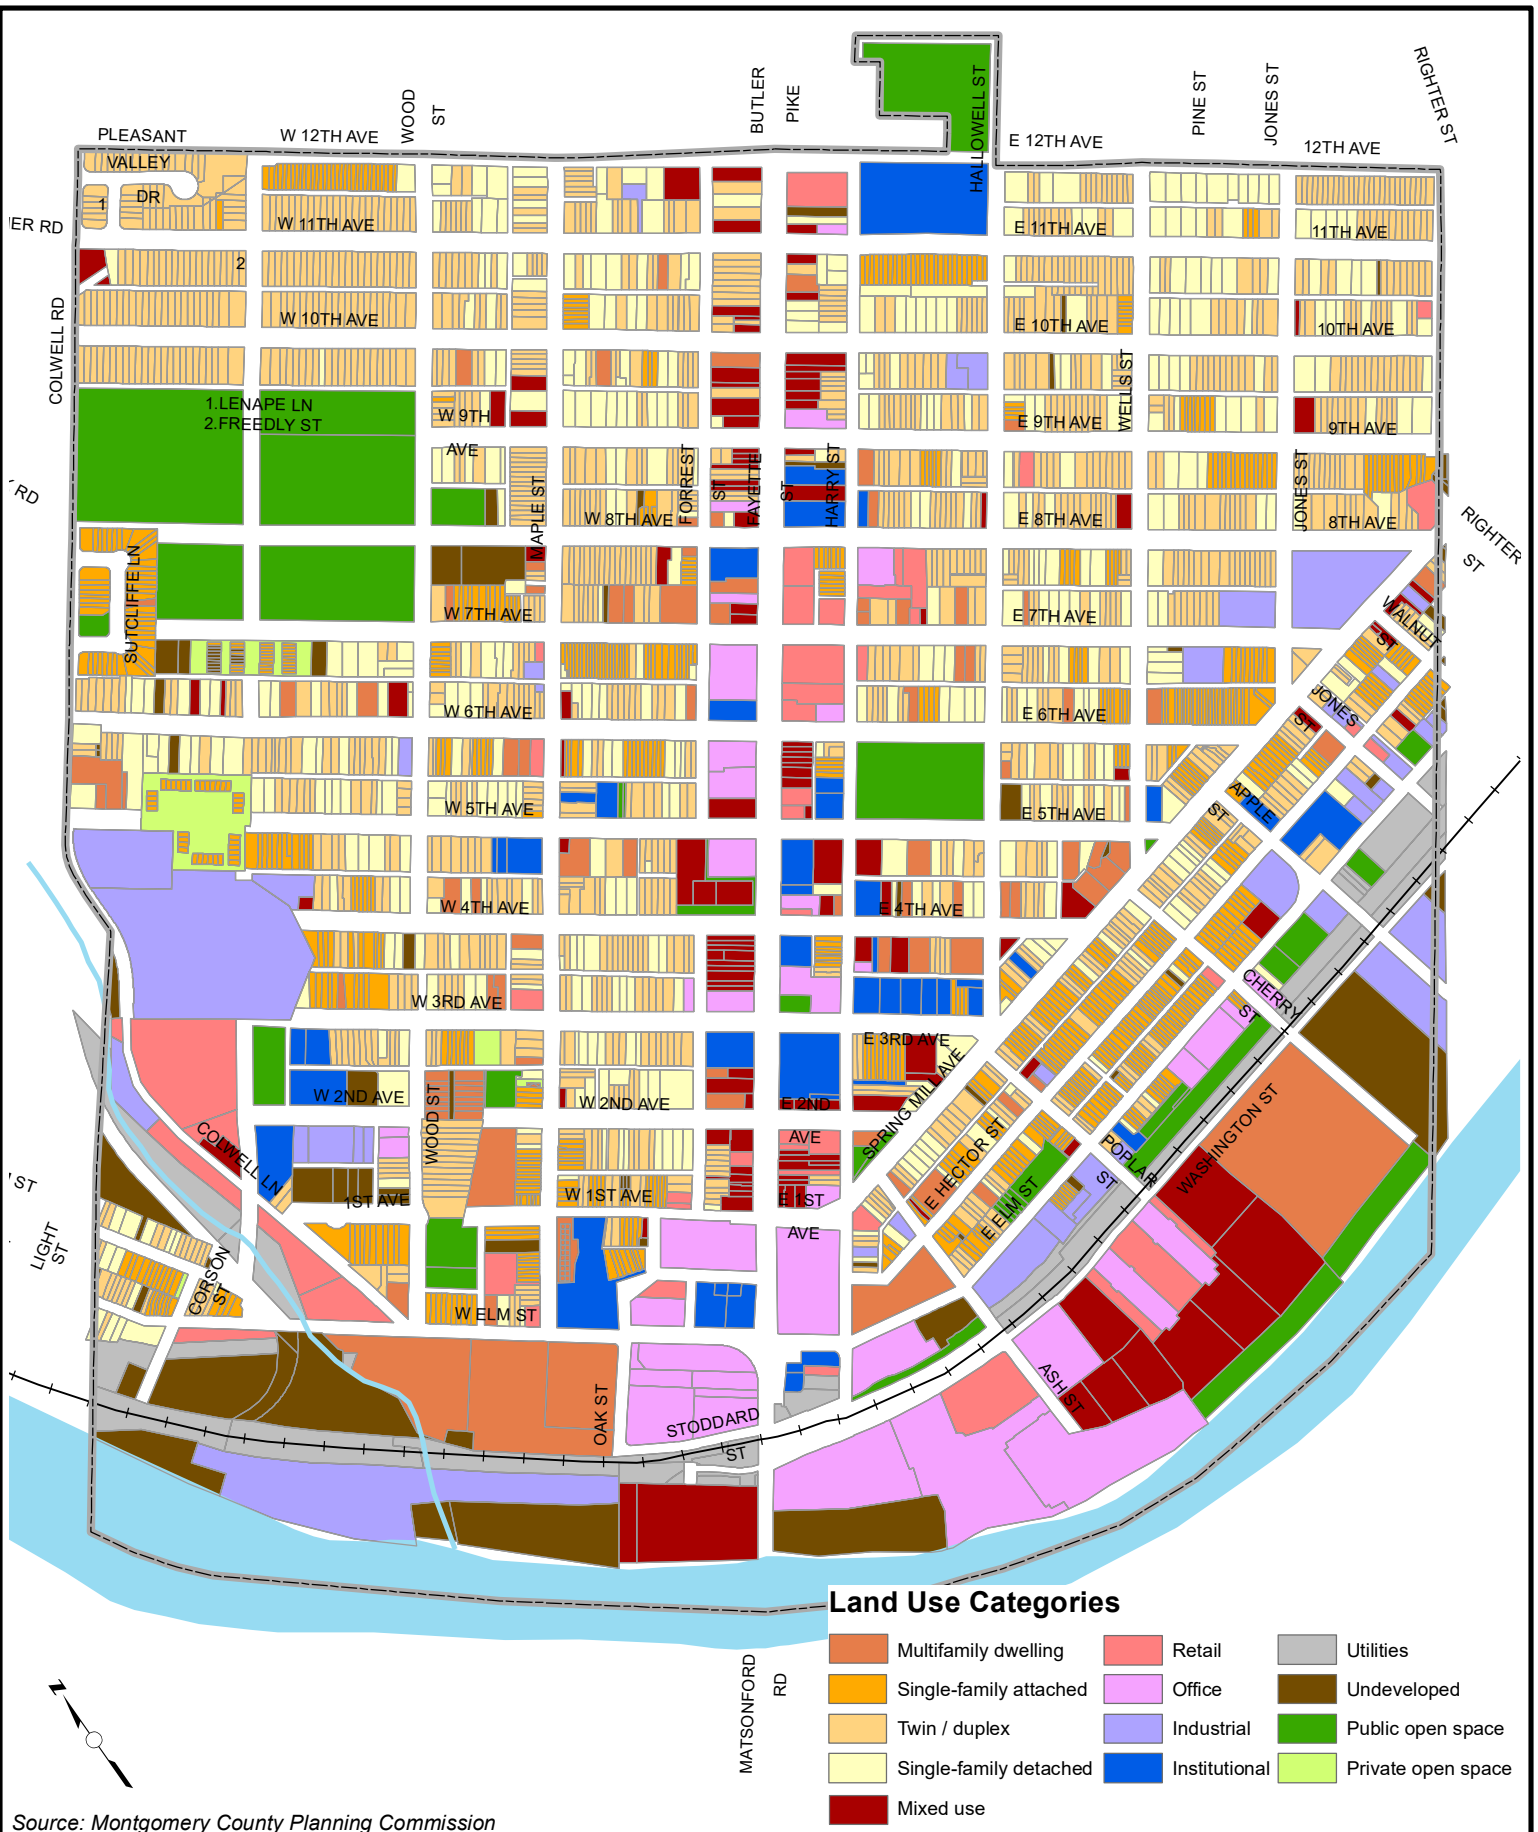 BUTLER
PIKE
HALLOWELL ST
PINE ST
JONES ST
RIGHTER ST
WOOD
ST
PLEASANT
W 12TH AVE
E 12TH AVE
12TH AVE
VALLEY
DR
1
IER RD
W 11TH AVE
E 11TH AVE
11TH AVE
2
COLWELL RD
W 10TH AVE
E 10TH AVE
10TH AVE
WELLS ST
1.LENAPE LN
2.FREEDLY ST
W 9TH
AVE
E 9TH AVE
9TH AVE
RD
MAPLE ST
FORREST
ST
FAYETTE
ST
HARRY ST
JONES ST
W 8TH AVE
E 8TH AVE
8TH AVE
RIGHTER
ST
SUTCLIFFE LN
W 7TH AVE
E 7TH AVE
WALNUT
ST
W 6TH AVE
E 6TH AVE
JONES
ST
W 5TH AVE
E 5TH AVE
APPLE
ST
W 4TH AVE
E 4TH AVE
W 3RD AVE
E 3RD AVE
CHERRY
ST
W 2ND AVE
WOOD ST
W 2ND AVE
E 2ND
AVE
SPRING MILL AVE
COLWELL LN
1ST AVE
W 1ST AVE
E 1ST
AVE
E HECTOR ST
E ELM ST
POPLAR
ST
WASHINGTON ST
ST
LIGHT
ST
CORSON
ST
W ELM ST
OAK ST
STODDARD
ST
ASH ST
MATSONFORD
RD
Z
Land Use Categories
Multifamily dwelling
Single-family attached
Twin / duplex
Single-family detached
Mixed use
Retail
Office
Industrial
Institutional
Utilities
Undeveloped
Public open space
Private open space
Source: Montgomery County Planning Commission